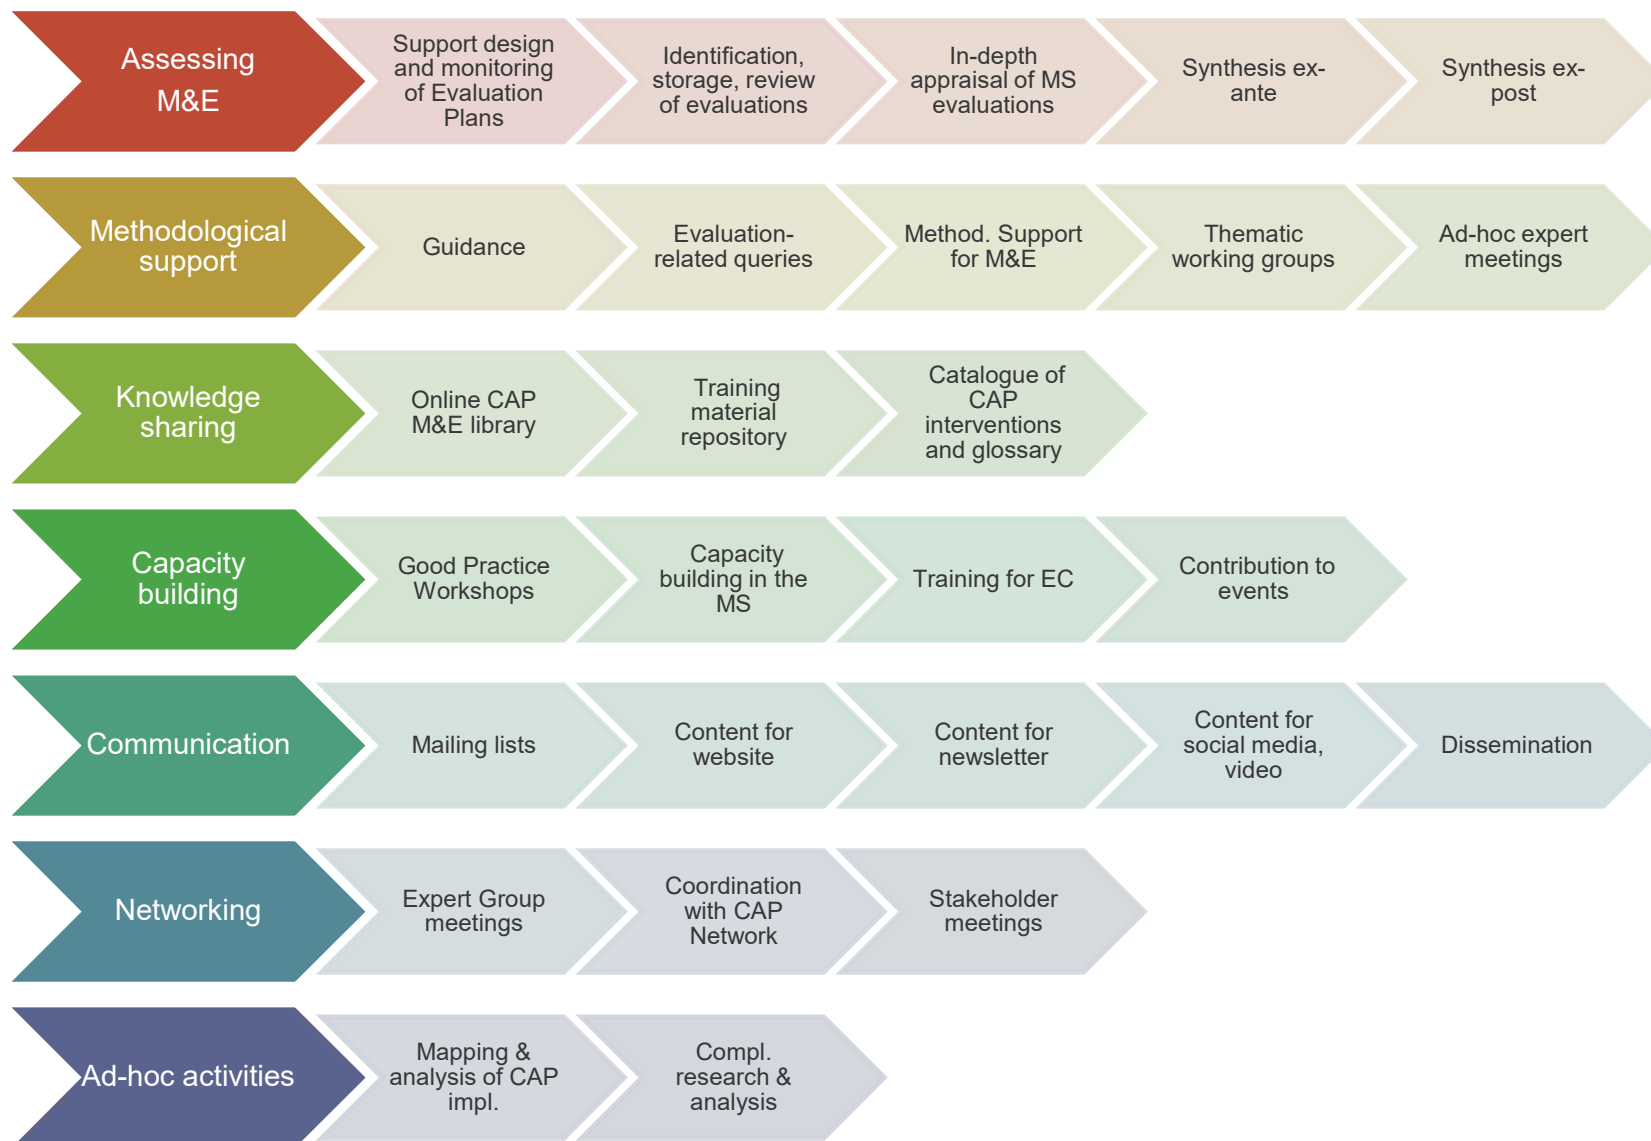 Assessing
M&E
Support design
and monitoring
of Evaluation
Plans
Identification,
storage, review
of evaluations
In-depth
appraisal of MS
evaluations
Synthesis ex-
ante
Synthesis ex-
post
Methodological
support
Guidance
Evaluation-
related queries
Method. Support
for M&E
Thematic
working groups
Ad-hoc expert
meetings
Knowledge
sharing
Online CAP
M&E library
Training
material
repository
Catalogue of
CAP
interventions
and glossary
Capacity
building
Good Practice
Workshops
Capacity
building in the
MS
Training for EC
Contribution to
events
Communication
Mailing lists
Content for
website
Content for
newsletter
Content for
social media,
video
Dissemination
Networking
Expert Group
meetings
Coordination
with CAP
Network
Stakeholder
meetings
Ad-hoc activities
Mapping &
analysis of CAP
impl.
Compl.
research &
analysis